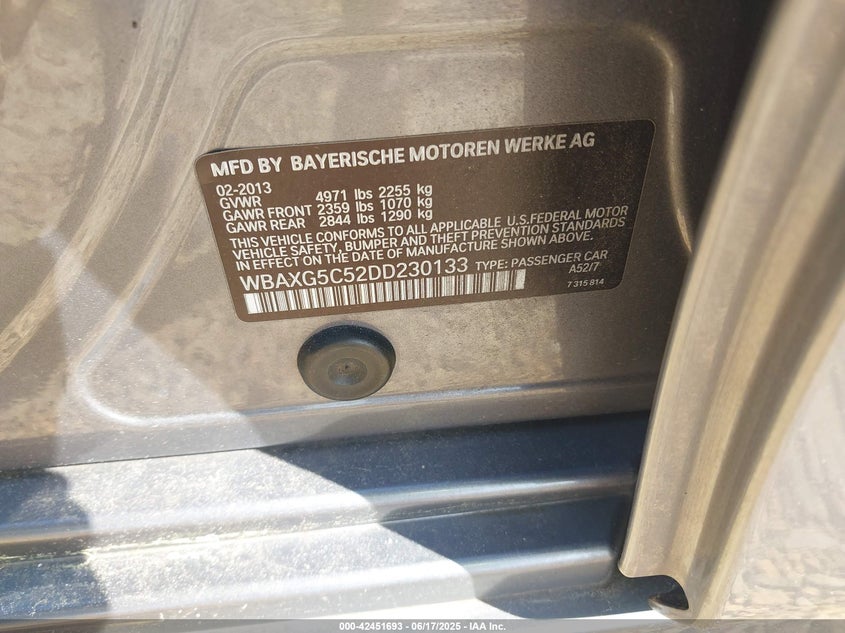 MFD BY BAYERISCHE MOTOREN WERKE AG
02-2013
GVWR 4971 lbs 2255 kg
GAWR FRONT 2359 lbs 1070 kg
GAWR REAR 2844 lbs 1290 kg
THIS VEHICLE CONFORMS TO ALL APPLICABLE U.S.FEDERAL MOTOR
VEHICLE SAFETY, BUMPER AND THEFT PREVENTION STANDARDS
IN EFFECT ON THE DATE OF MANUFACTURE SHOWN ABOVE.
WBAXG5C52DD230133 TYPE: PASSENGER CAR
A52/7
7 315 814
000-42451693 - 06/17/2025 - IAA Inc.